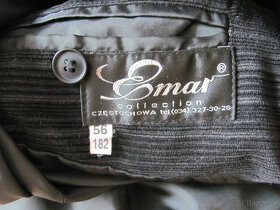 Emar ®
collection
CZĘSTOCHOWA tel.(034) 327-30-26
56
182